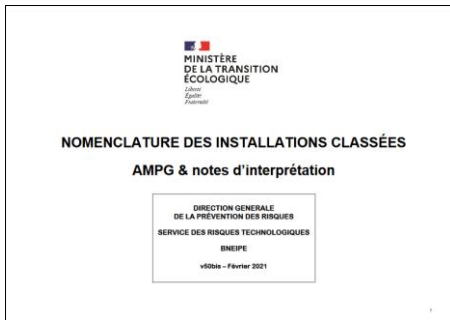 MINISTÈRE
DE LA TRANSITION
ÉCOLOGIQUE
Liberté
Égalité
Fraternité
NOMENCLATURE DES INSTALLATIONS CLASSÉES
AMPG & notes d'interprétation
DIRECTION GENERALE
DE LA PRÉVENTION DES RISQUES
SERVICE DES RISQUES TECHNOLOGIQUES
BNEIPE
v50bis – Février 2021